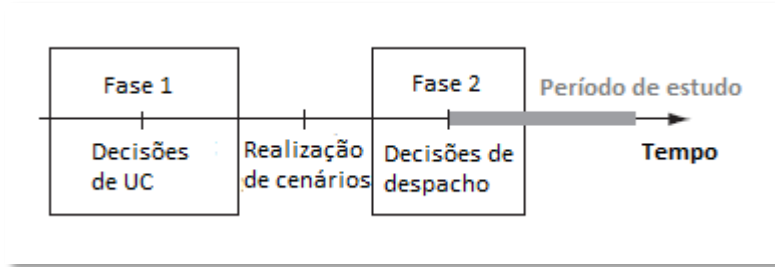 Fase 1
Fase 2
Período de estudo
Decisões
de UC
Realização
de cenários
Decisões de
despacho
Tempo